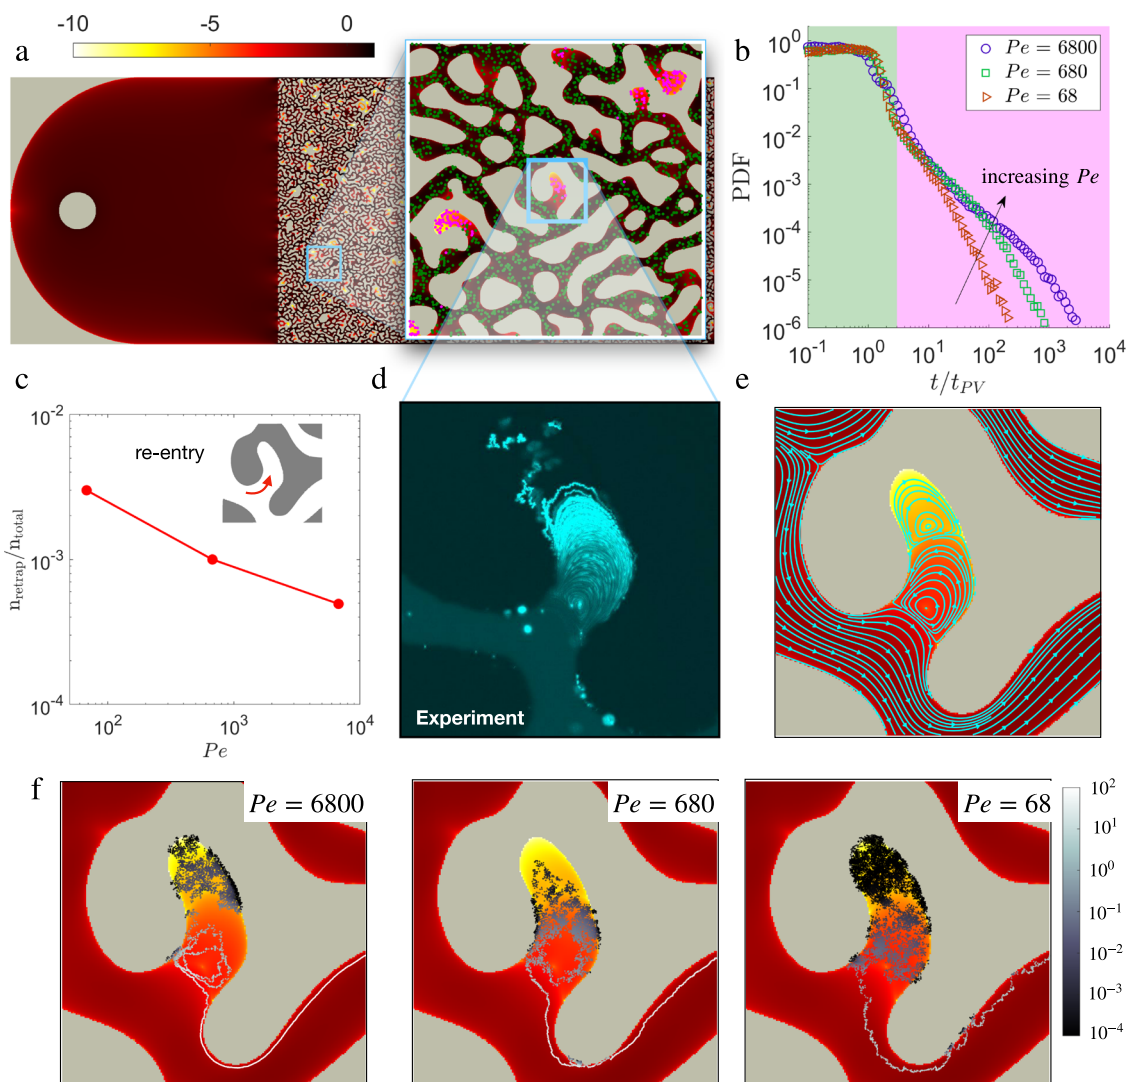 -10 -5 0
a
b
10^0
10^-1
10^-2
10^-3
10^-4
10^-5
10^-6
PDF
Pe = 6800
Pe = 680
Pe = 68
increasing Pe
10^-1 10^0 10^1 10^2 10^3 10^4
t/t_PV
c
10^-2
10^-3
10^-4
n_retrap/n_total
re-entry
10^2 10^3 10^4
Pe
d
Experiment
e
f
Pe = 6800
Pe = 680
Pe = 68
10^2
10^1
10^0
10^-1
10^-2
10^-3
10^-4